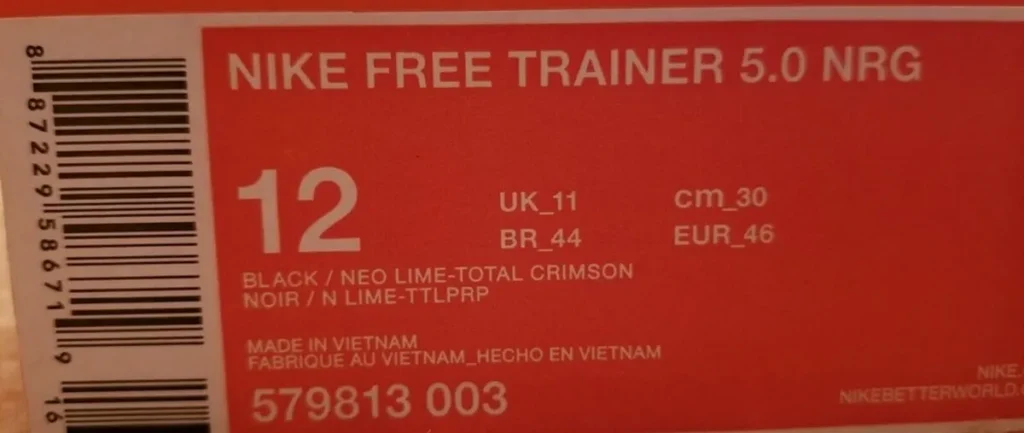 NIKE FREE TRAINER 5.0 NRG
12
UK_11 cm_30
BR_44 EUR_46
BLACK / NEO LIME-TOTAL CRIMSON
NOIR / N LIME-TTLPRP
MADE IN VIETNAM
FABRIQUE AU VIETNAM_HECHO EN VIETNAM
579813 003
NIKE.
NIKEBETTERWORLD.
8 87229 58671 9
16